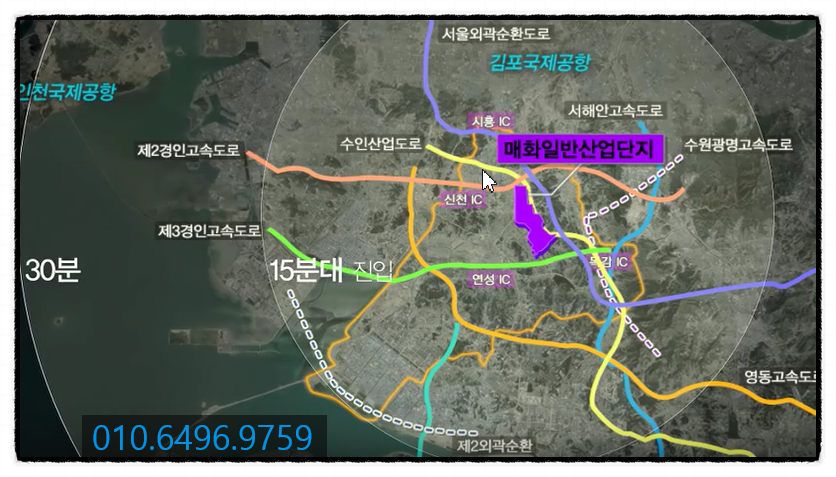 서울외곽순환도로
김포국제공항
인천국제공항
서해안고속도로
시흥 IC
수인산업도로
매화일반산업단지
수원광명고속도로
제2경인고속도로
신천 IC
제3경인고속도로
목감 IC
30분
15분대 진입
연성 IC
영동고속도로
010.6496.9759
제2외곽순환